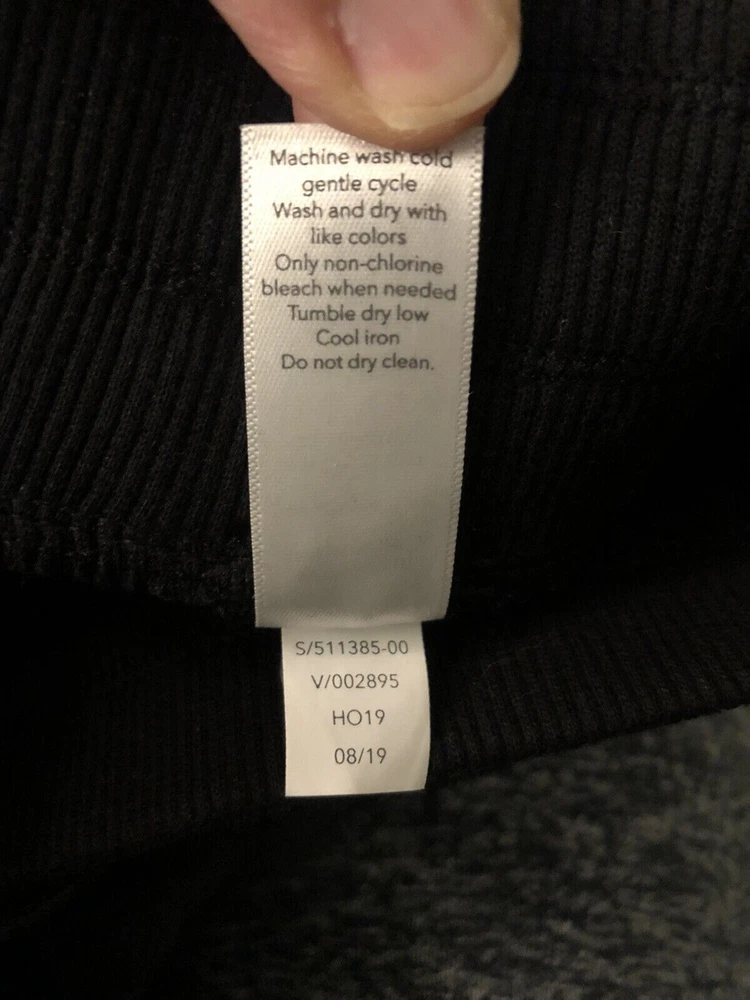 Machine wash cold
gentle cycle
Wash and dry with
like colors
Only non-chlorine
bleach when needed
Tumble dry low
Cool iron
Do not dry clean.
S/511385-00
V/002895
HO19
08/19